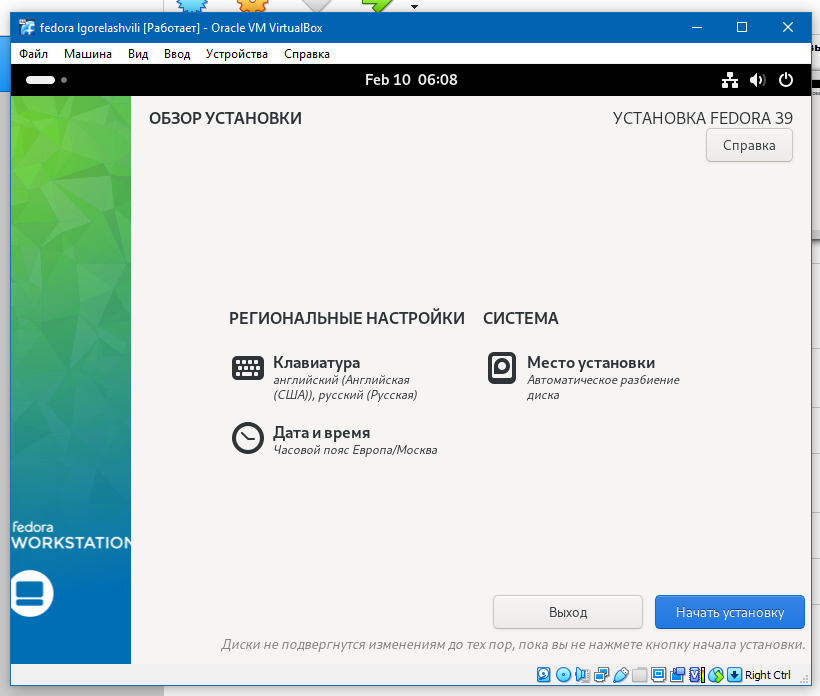 fedora Igorelashvili [Работает] - Oracle VM VirtualBox
Файл Машина Вид Ввод Устройства Справка
Feb 10 06:08
ОБЗОР УСТАНОВКИ
УСТАНОВКА FEDORA 39
Справка
РЕГИОНАЛЬНЫЕ НАСТРОЙКИ
Клавиатура
английский (Английская
(США)), русский (Русская)
Дата и время
Часовой пояс Европа/Москва
СИСТЕМА
Место установки
Автоматическое разбиение
диска
fedora
WORKSTATION
Выход
Начать установку
Диски не подвергнутся изменениям до тех пор, пока вы не нажмете кнопку начала установки.
Right Ctrl